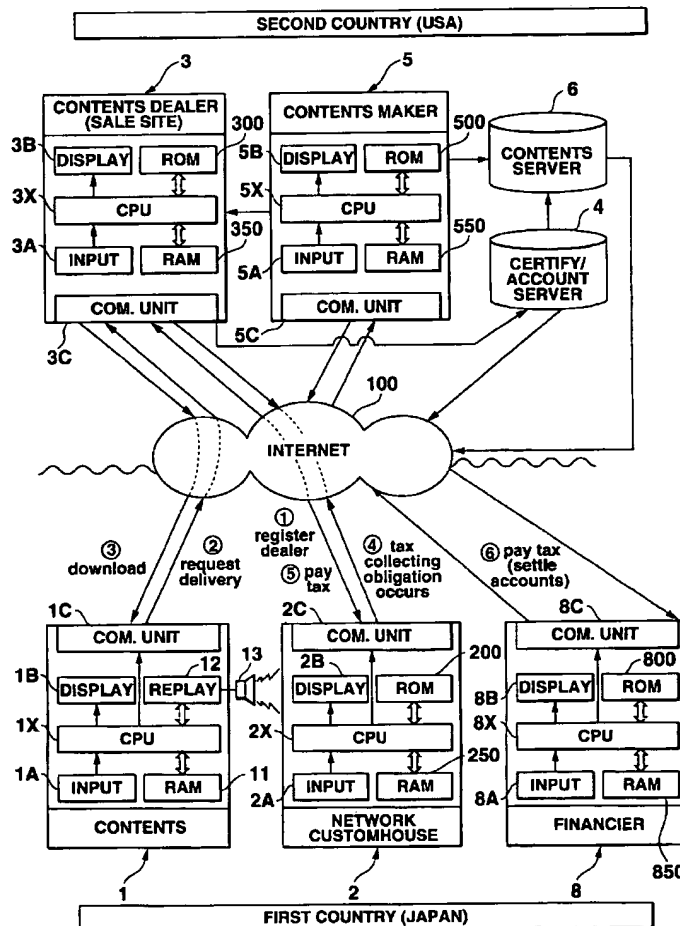 SECOND COUNTRY (USA)
3
5
6
CONTENTS DEALER
(SALE SITE)
300
CONTENTS MAKER
500
CONTENTS
SERVER
3B
DISPLAY
ROM
5B
DISPLAY
ROM
3X
CPU
5X
CPU
4
350
550
3A
INPUT
RAM
5A
INPUT
RAM
CERTIFY/
ACCOUNT
SERVER
COM. UNIT
COM. UNIT
3C
5C
100
INTERNET
③
download
②
request
delivery
①
register
dealer
⑤ pay
tax
④ tax
collecting
obligation
occurs
⑥ pay tax
(settle
accounts)
1C
2C
8C
COM. UNIT
COM. UNIT
COM. UNIT
12
13
2B
200
800
1B
DISPLAY
REPLAY
DISPLAY
ROM
8B
DISPLAY
ROM
1X
CPU
2X
CPU
8X
CPU
250
1A
INPUT
RAM
11
2A
INPUT
RAM
8A
INPUT
RAM
CONTENTS
NETWORK
CUSTOMHOUSE
FINANCIER
850
1
2
8
FIRST COUNTRY (JAPAN)